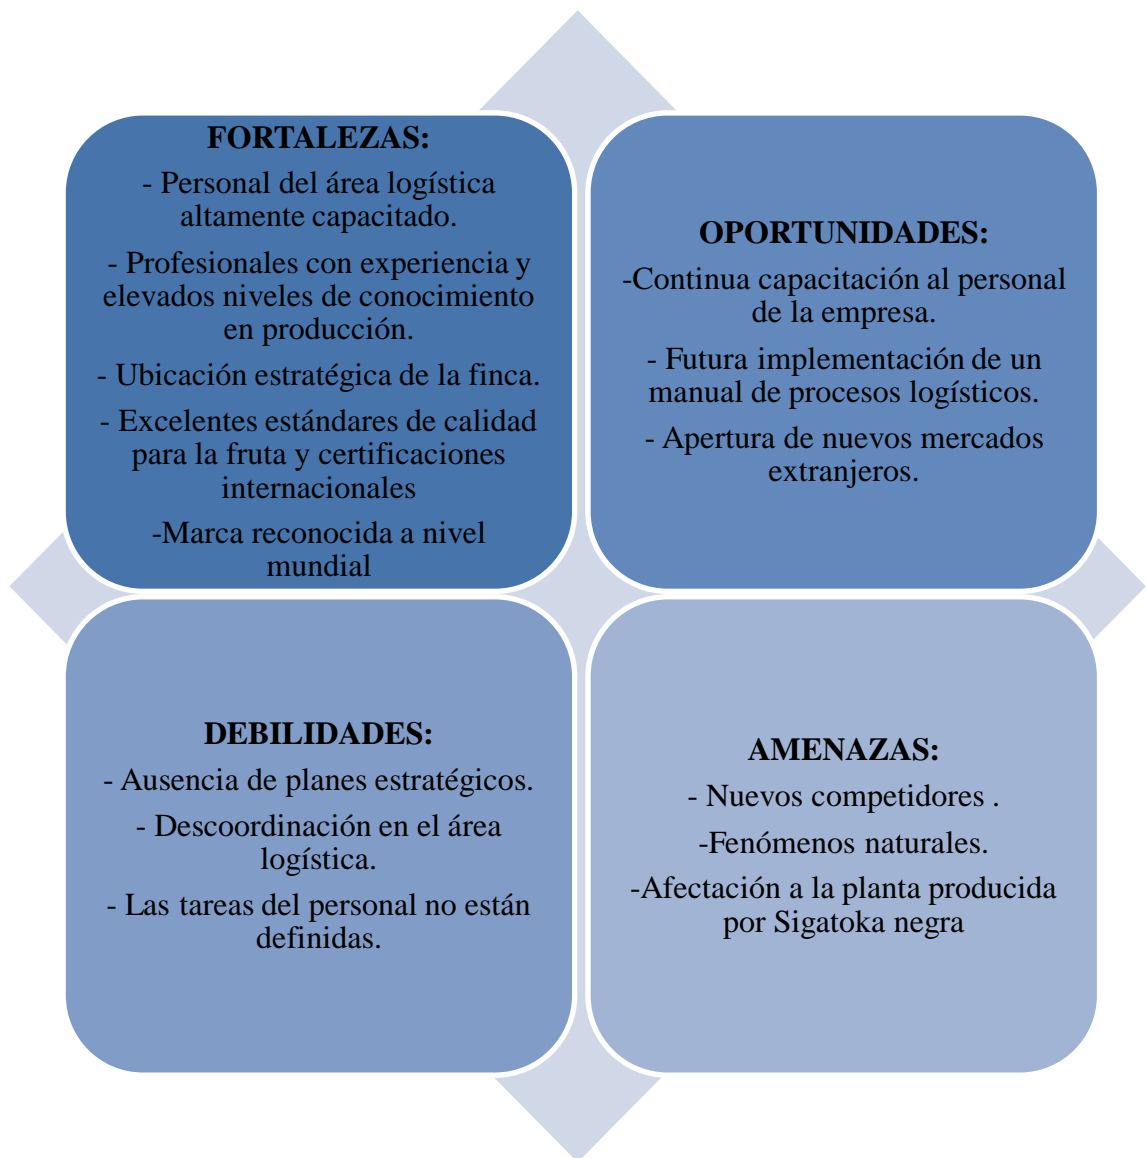 FORTALEZAS:
- Personal del área logística
altamente capacitado.
- Profesionales con experiencia y
elevados niveles de conocimiento
en producción.
- Ubicación estratégica de la finca.
- Excelentes estándares de calidad
para la fruta y certificaciones
internacionales
-Marca reconocida a nivel
mundial
OPORTUNIDADES:
-Continua capacitación al personal
de la empresa.
- Futura implementación de un
manual de procesos logísticos.
- Apertura de nuevos mercados
extranjeros.
DEBILIDADES:
- Ausencia de planes estratégicos.
- Descoordinación en el área
logística.
- Las tareas del personal no están
definidas.
AMENAZAS:
- Nuevos competidores .
-Fenómenos naturales.
-Afectación a la planta producida
por Sigatoka negra